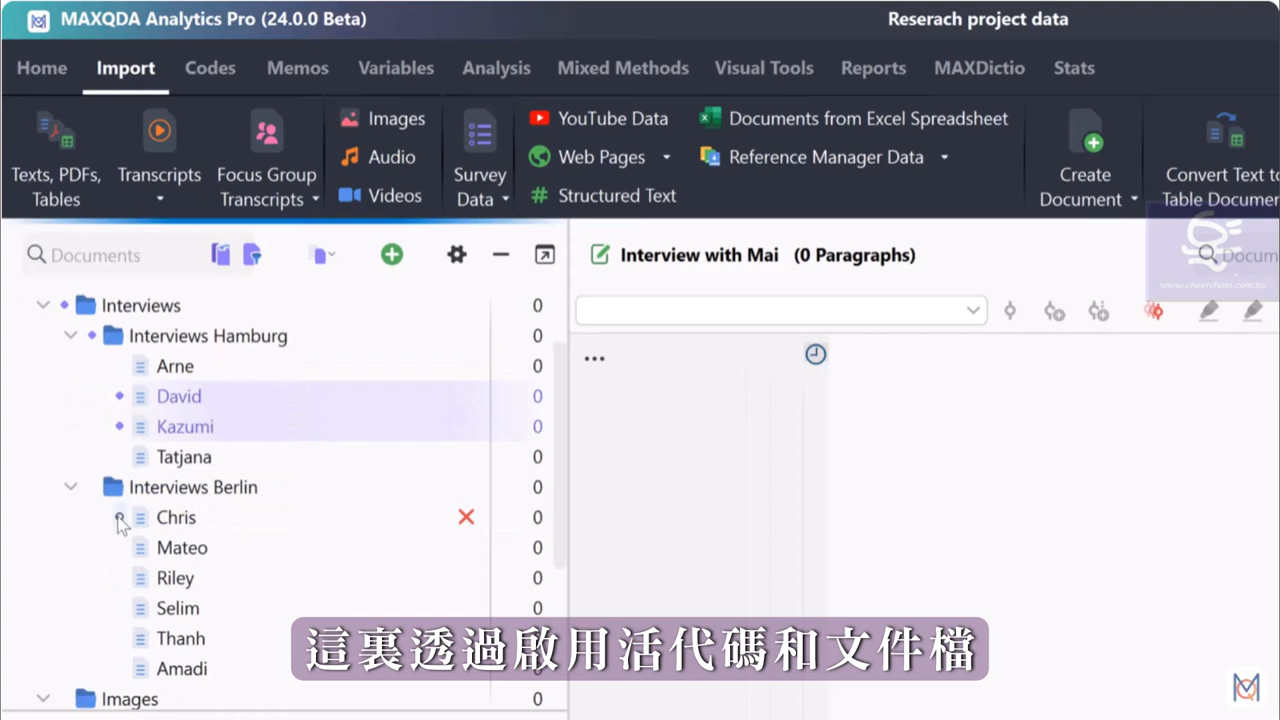 MAXQDA Analytics Pro (24.0.0 Beta)
Reserach project data
Home Import Codes Memos Variables Analysis Mixed Methods Visual Tools Reports MAXDictio Stats
Texts, PDFs,
Tables
Transcripts
Focus Group
Transcripts
Images
Audio
Videos
Survey
Data
YouTube Data
Web Pages
Structured Text
Documents from Excel Spreadsheet
Reference Manager Data
Create
Document
Convert Text to
Table Documen
Documents
Interview with Mai (0 Paragraphs)
Docum
www.cheerchain.com.tw
Interviews 0
Interviews Hamburg 0
Arne 0
David 0
Kazumi 0
Tatjana 0
Interviews Berlin 0
Chris 0
Mateo 0
Riley 0
Selim 0
Thanh
Amadi
Images 0
...
這裏透過啟用活代碼和文件檔